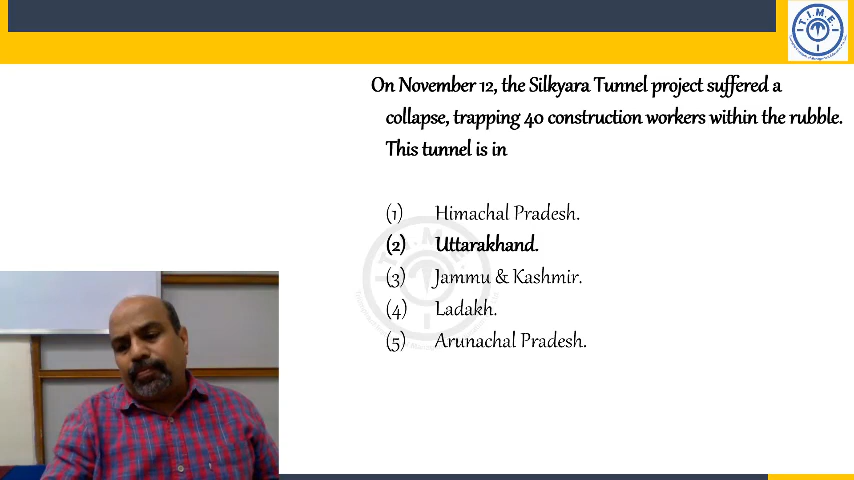 T.I.M.E.
On November 12, the Silkyara Tunnel project suffered a
collapse, trapping 40 construction workers within the rubble.
This tunnel is in
(1) Himachal Pradesh.
(2) Uttarakhand.
(3) Jammu & Kashmir.
(4) Ladakh.
(5) Arunachal Pradesh.